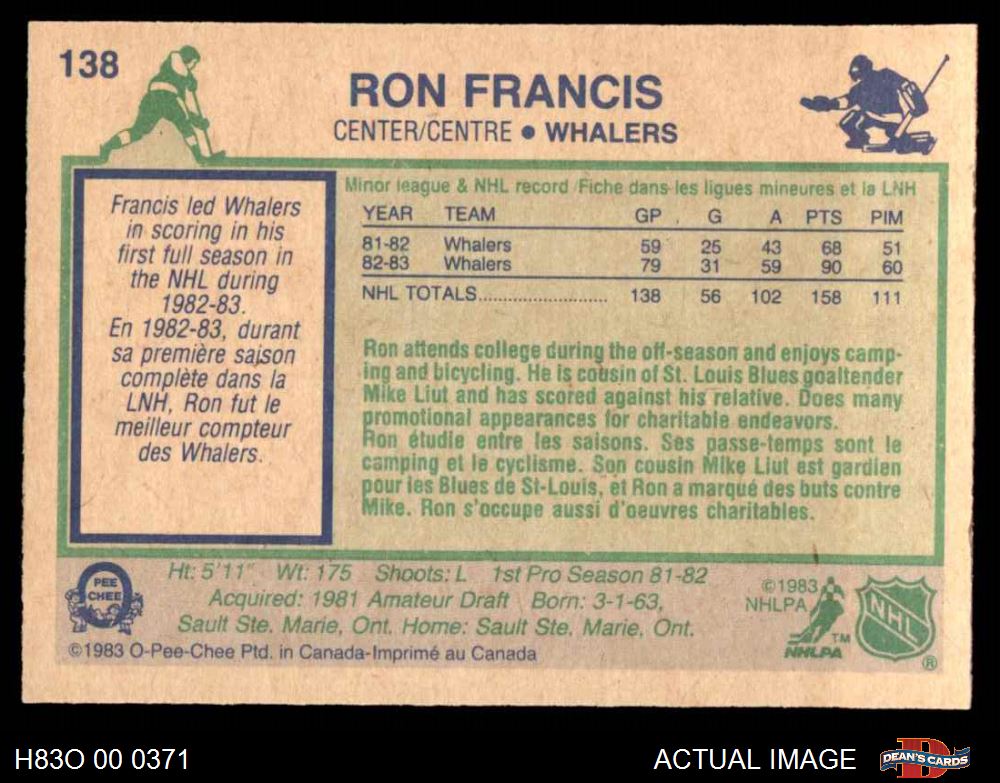 138
RON FRANCIS
CENTER/CENTRE • WHALERS
Francis led Whalers
in scoring in his
first full season in
the NHL during
1982-83.
En 1982-83, durant
sa première saison
complète dans la
LNH, Ron fut le
meilleur compteur
des Whalers.
Minor league & NHL record/Fiche dans les ligues mineures et la LNH
YEAR TEAM GP G A PTS PIM
81-82 Whalers 59 25 43 68 51
82-83 Whalers 79 31 59 90 60
NHL TOTALS.............................. 138 56 102 158 111
Ron attends college during the off-season and enjoys camp-
ing and bicycling. He is cousin of St. Louis Blues goaltender
Mike Liut and has scored against his relative. Does many
promotional appearances for charitable endeavors.
Ron étudie entre les saisons. Ses passe-temps sont le
camping et le cyclisme. Son cousin Mike Liut est gardien
pour les Blues de St-Louis, et Ron a marqué des buts contre
Mike. Ron s'occupe aussi d'oeuvres charitables.
PEE
CHEE
Ht: 5'11" Wt: 175 Shoots: L 1st Pro Season 81-82
Acquired: 1981 Amateur Draft Born: 3-1-63,
Sault Ste. Marie, Ont. Home: Sault Ste. Marie, Ont.
©1983 O-Pee-Chee Ptd. in Canada-Imprimé au Canada
©1983
NHLPA
TM
NHLPA
NHL
®
H83O 00 0371
ACTUAL IMAGE
D
DEAN'S CARDS